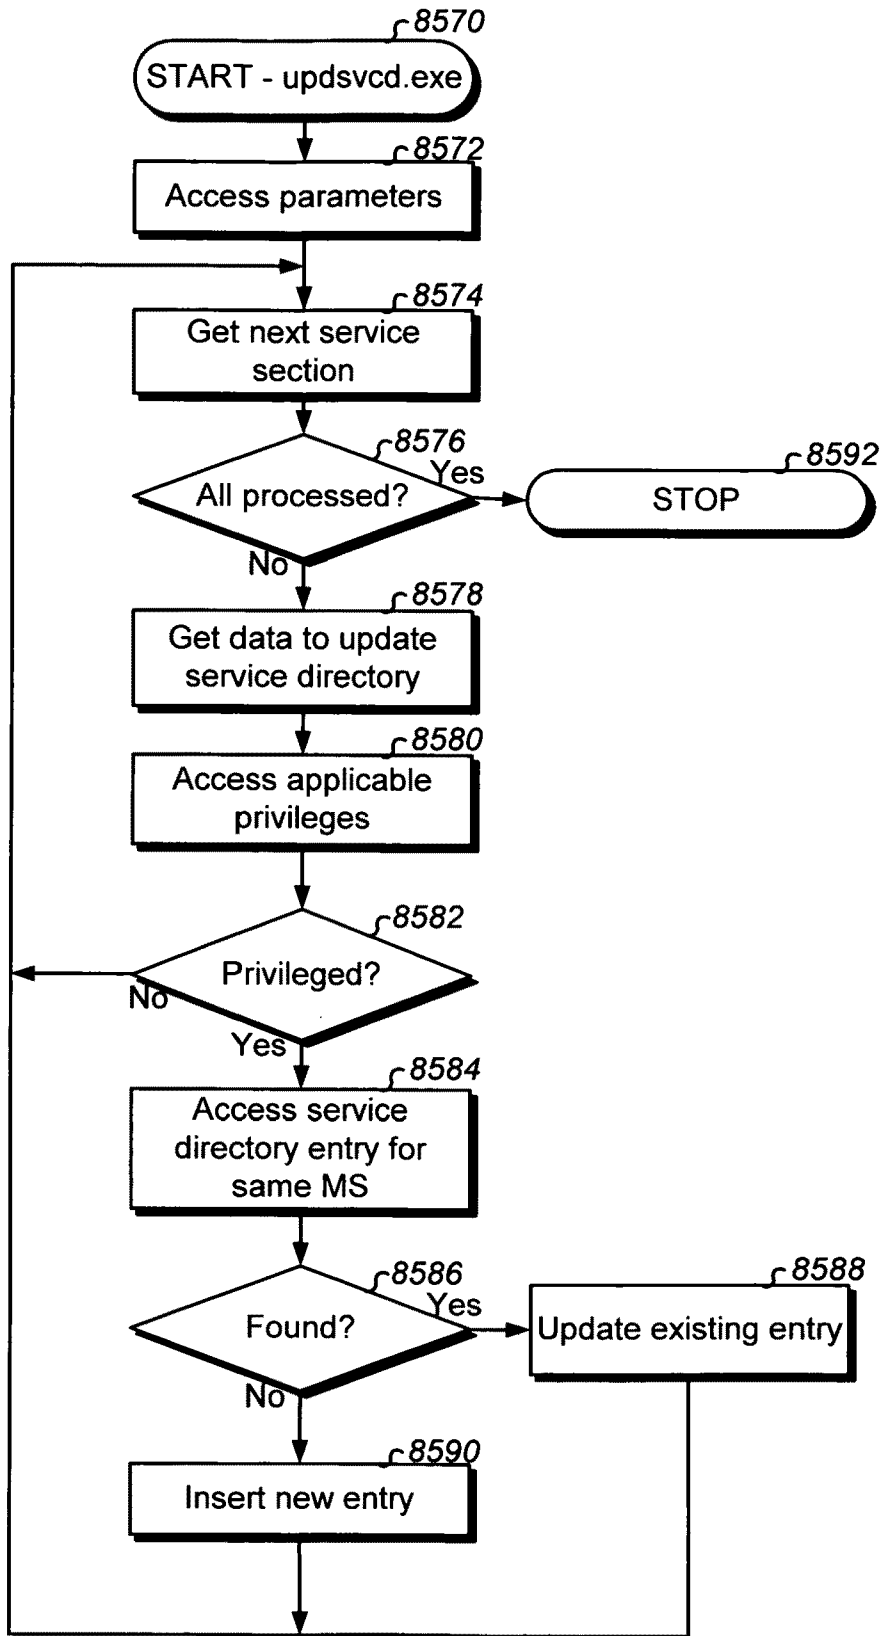 8570
START - updsvcd.exe
8572
Access parameters
8574
Get next service
section
8576
Yes
All processed?
No
8592
STOP
8578
Get data to update
service directory
8580
Access applicable
privileges
8582
Privileged?
No
Yes
8584
Access service
directory entry for
same MS
8586
Yes
Found?
No
8588
Update existing entry
8590
Insert new entry